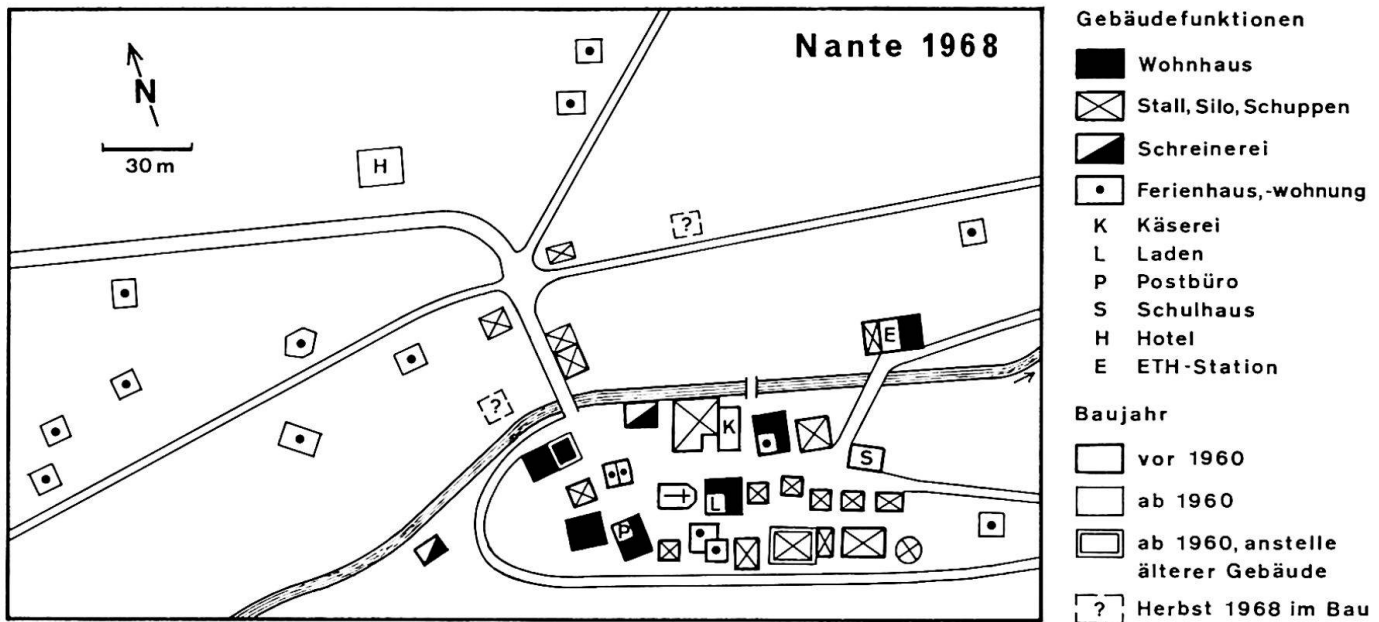 Nante 1968
N
30 m
H
?
E
?
K
S
L
P
Gebäudefunktionen
Wohnhaus
Stall, Silo, Schuppen
Schreinerei
Ferienhaus,-wohnung
K Käserei
L Laden
P Postbüro
S Schulhaus
H Hotel
E ETH-Station
Baujahr
vor 1960
ab 1960
ab 1960, anstelle
älterer Gebäude
? Herbst 1968 im Bau